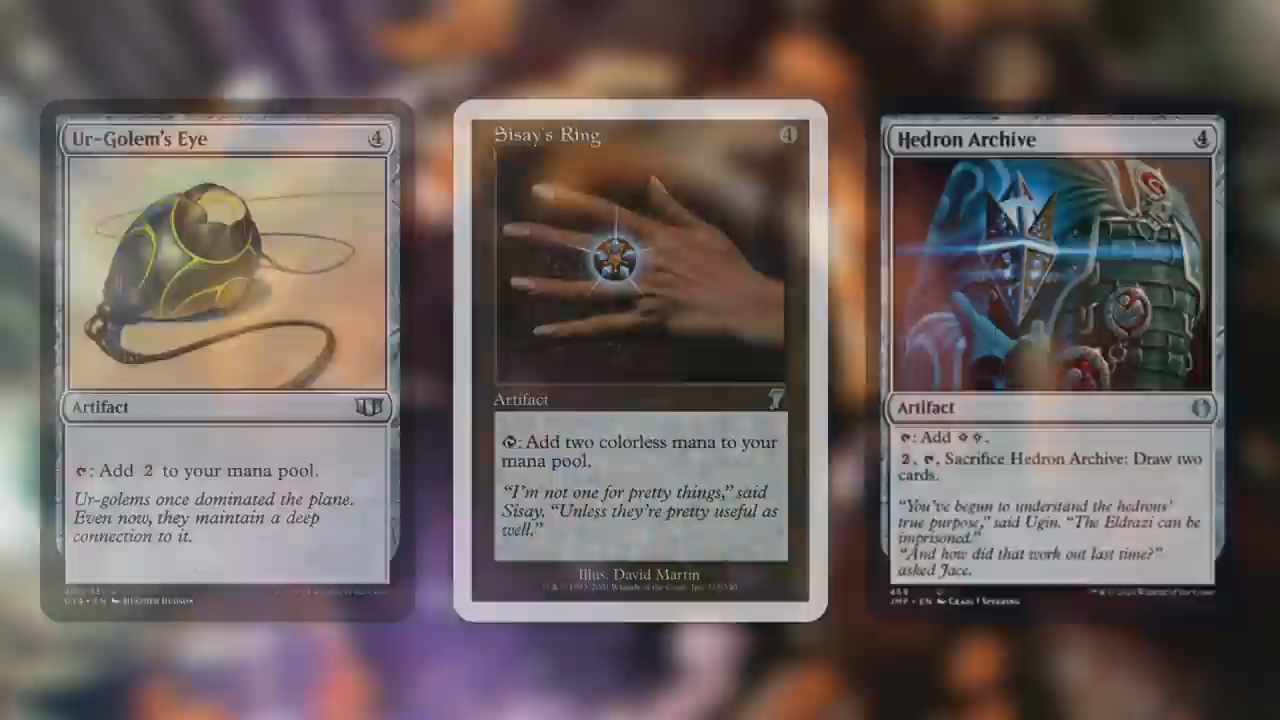 Ur-Golem's Eye 4
Artifact
: Add 2 to your mana pool.
Ur-golems once dominated the plane.
Even now, they maintain a deep
connection to it.
Sisay's Ring 4
Artifact
: Add two colorless mana to your
mana pool.
"I'm not one for pretty things," said
Sisay. "Unless they're pretty useful as
well."
Illus. David Martin
Hedron Archive 4
Artifact
: Add
2, , Sacrifice Hedron Archive: Draw two
cards.
"You've begun to understand the hedrons'
true purpose," said Ugin. "The Eldrazi can be
imprisoned."
"And how did that work out last time?"
asked Jace.
JMP • EN Craig J Spearing